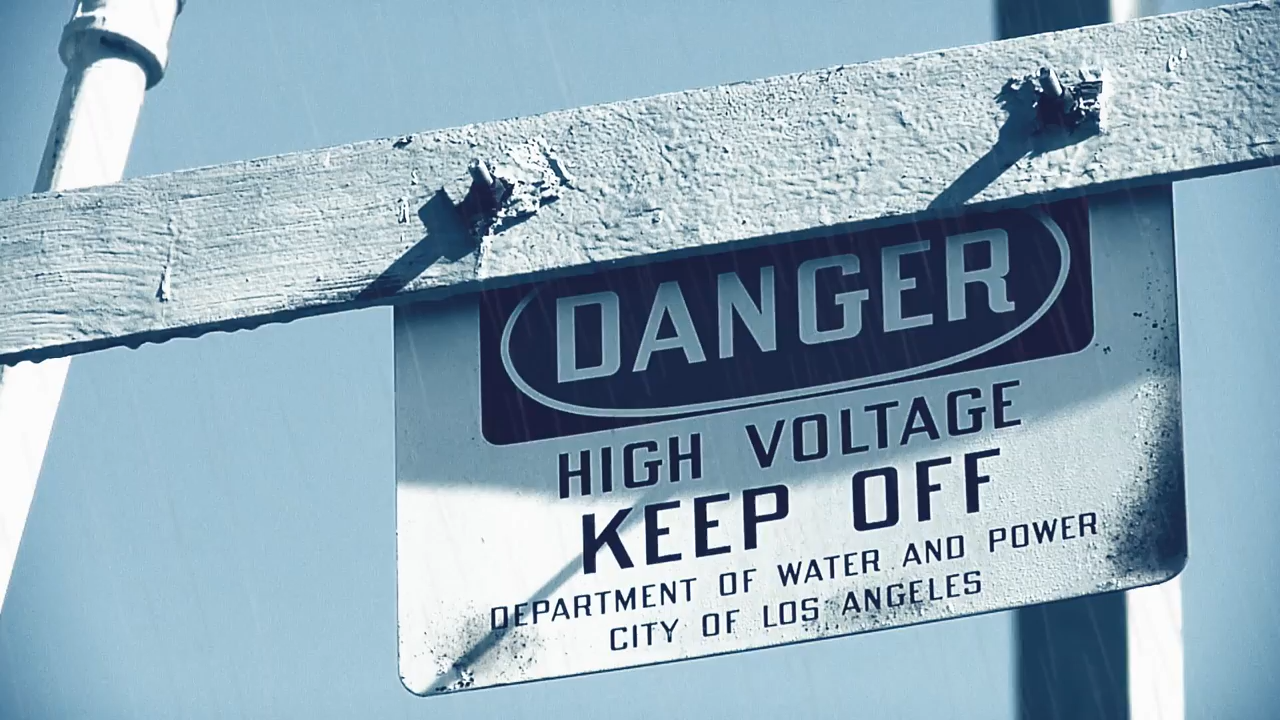 DANGER
HIGH VOLTAGE
KEEP OFF
DEPARTMENT OF WATER AND POWER
CITY OF LOS ANGELES